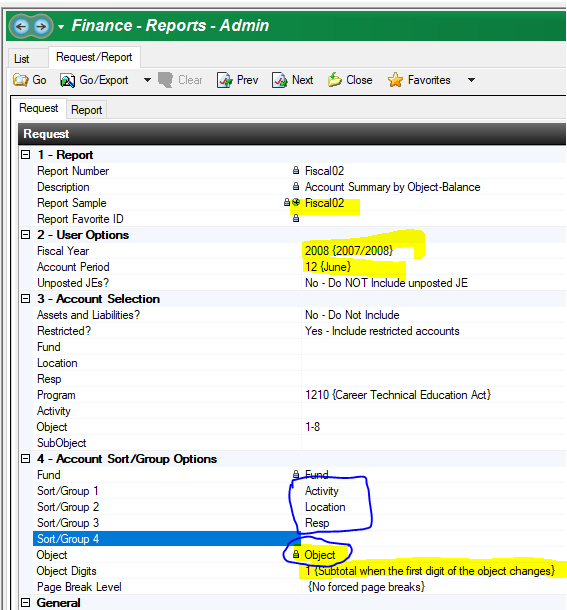 Finance - Reports - Admin
List Request/Report
Go Go/Export Clear Prev Next Close Favorites
Request Report
Request
1 - Report
Report Number Fiscal02
Description Account Summary by Object-Balance
Report Sample Fiscal02
Report Favorite ID
2 - User Options
Fiscal Year 2008 {2007/2008}
Account Period 12 {June}
Unposted JEs? No - Do NOT Include unposted JE
3 - Account Selection
Assets and Liabilities? No - Do Not Include
Restricted? Yes - Include restricted accounts
Fund
Location
Resp
Program 1210 {Career Technical Education Act}
Activity
Object 1-8
SubObject
4 - Account Sort/Group Options
Fund Fund
Sort/Group 1 Activity
Sort/Group 2 Location
Sort/Group 3 Resp
Sort/Group 4
Object Object
Object Digits 1 {Subtotal when the first digit of the object changes}
Page Break Level {No forced page breaks}
General